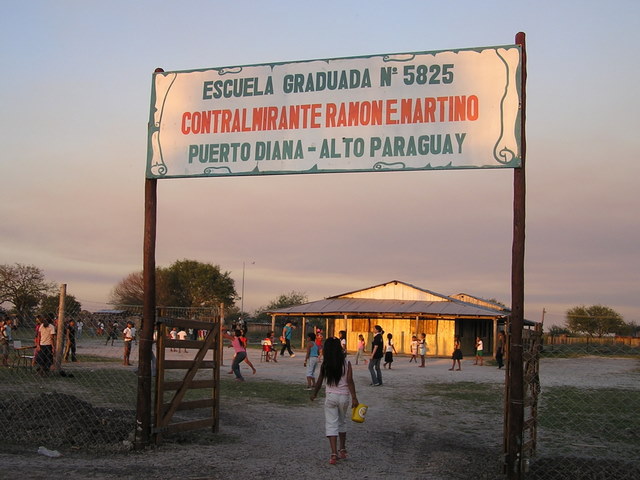 ESCUELA GRADUADA Nº 5825
CONTRALMIRANTE RAMON E. MARTINO
PUERTO DIANA - ALTO PARAGUAY